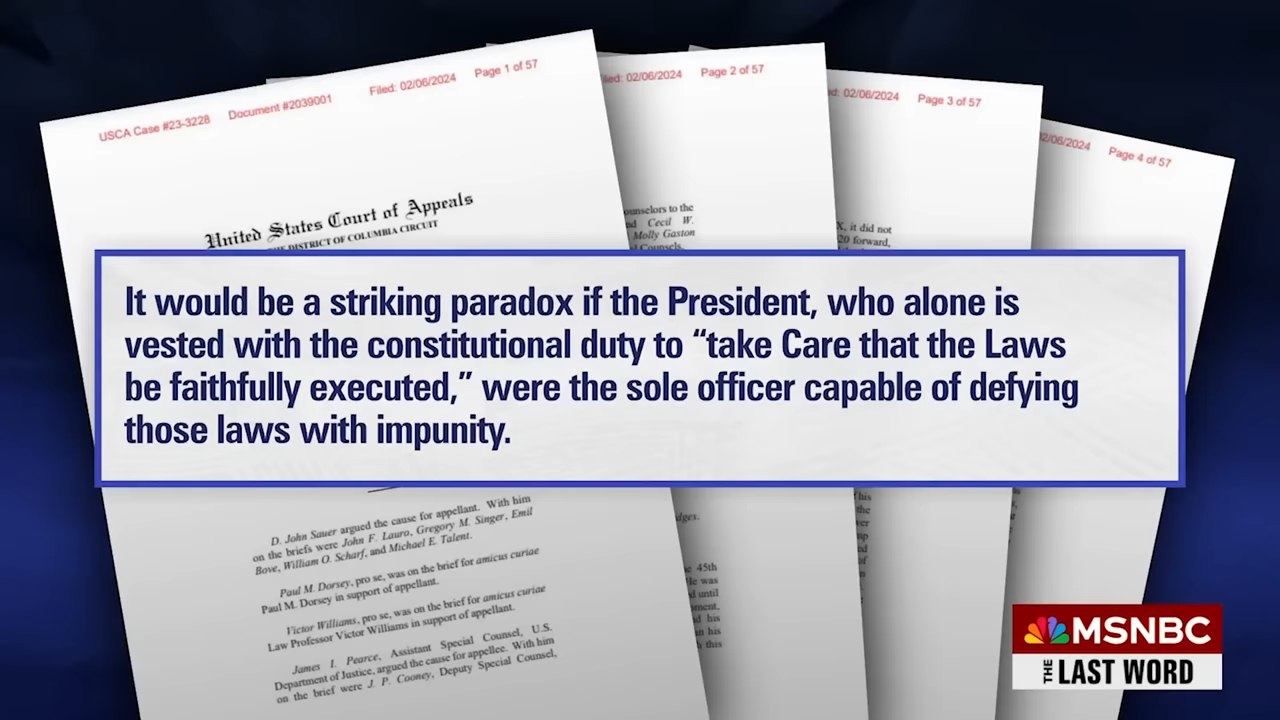 USCA Case #23-3228 Document #2039001 Filed: 02/06/2024 Page 1 of 57
United States Court of Appeals
DISTRICT OF COLUMBIA CIRCUIT
02/06/2024 Page 2 of 57
02/06/2024 Page 3 of 57
Page 4 of 57
ounselors to the
Cecil W.
Molly Gaston
Counsels.
X, it did not
20 forward,
It would be a striking paradox if the President, who alone is
vested with the constitutional duty to “take Care that the Laws
be faithfully executed,” were the sole officer capable of defying
those laws with impunity.
D. John Sauer argued the cause for appellant. With him
on the briefs were John F. Lauro, Gregory M. Singer, Emil
Bove, William O. Scharf, and Michael E. Talent.
Paul M. Dorsey, pro se, was on the brief for amicus curiae
Paul M. Dorsey in support of appellant.
Victor Williams, pro se, was on the brief for amicus curiae
Law Professor Victor Williams in support of appellant.
James I. Pearce, Assistant Special Counsel, U.S.
Department of Justice, argued the cause for appellee. With him
on the brief were J. P. Cooney, Deputy Special Counsel,
45th
He was
until
his
his
this
his
the
of
MSNBC
THE LAST WORD